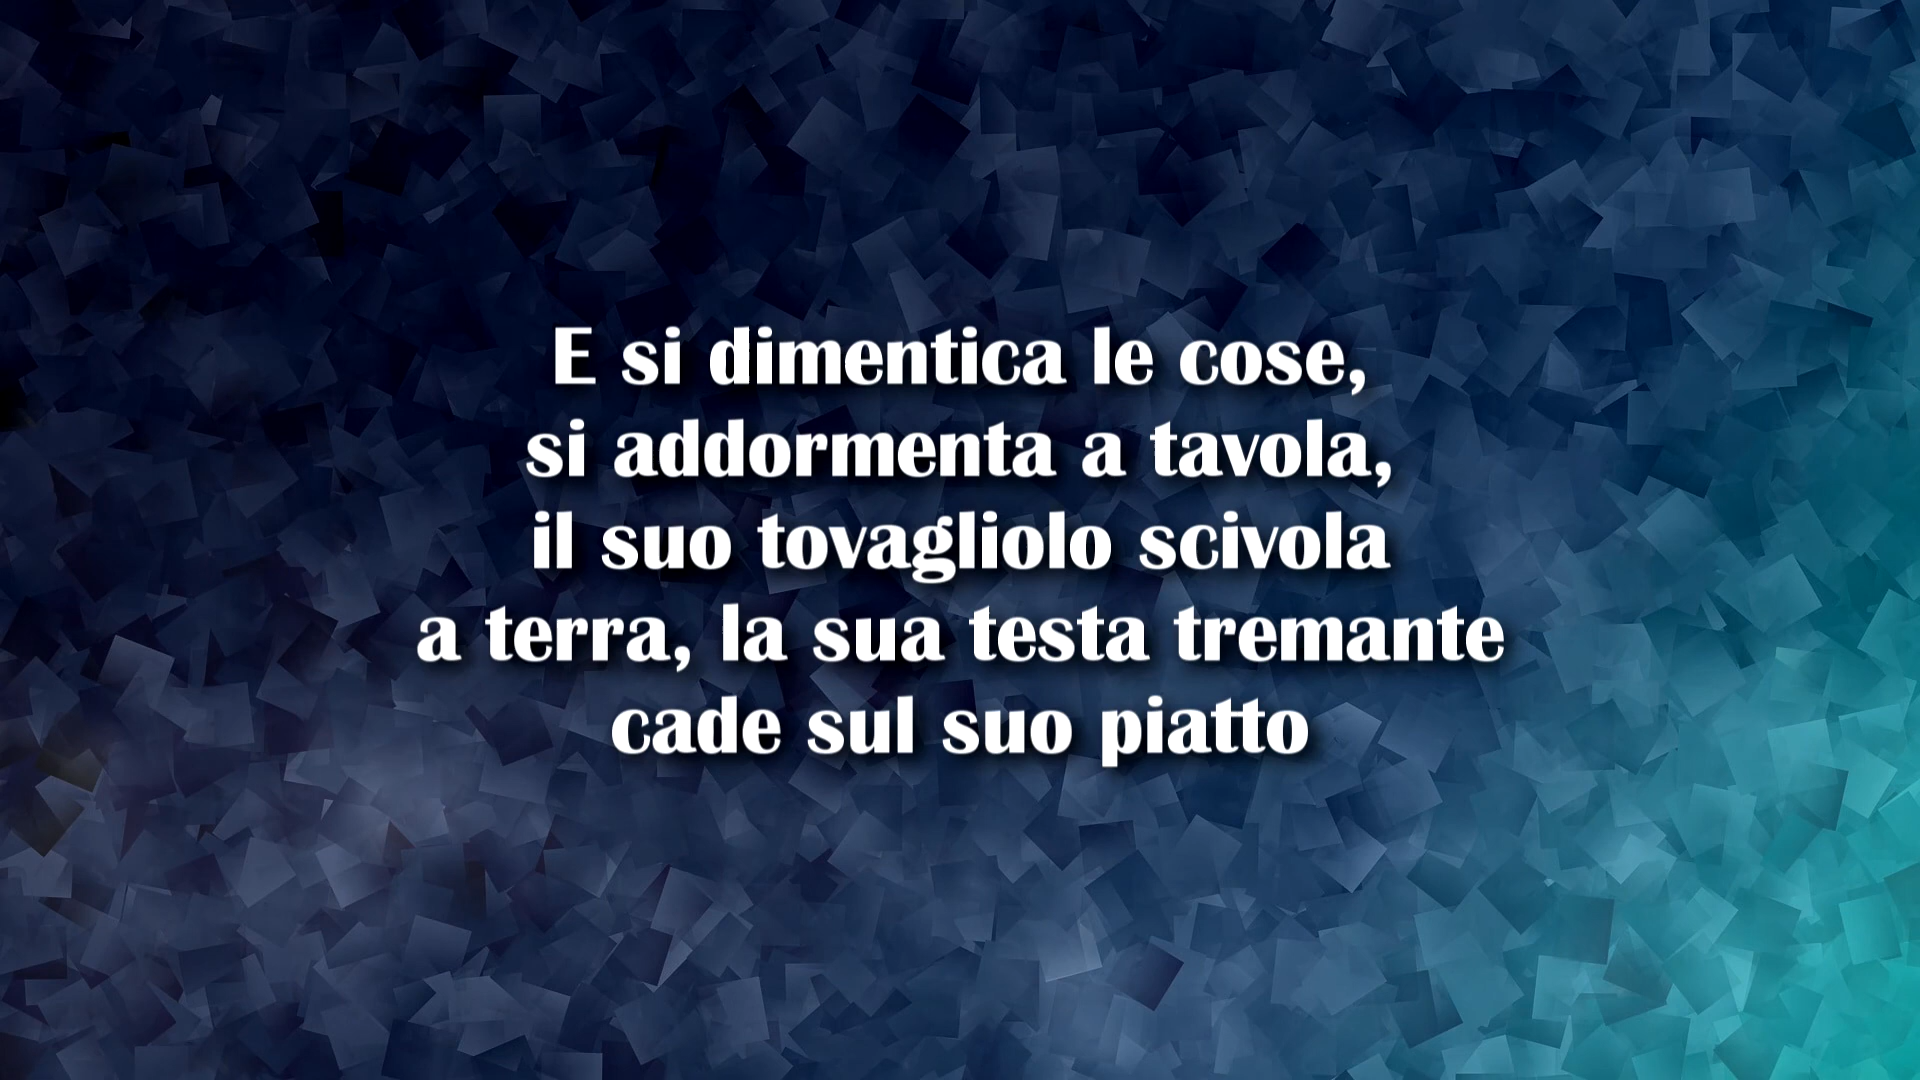 E si dimentica le cose,
si addormenta a tavola,
il suo tovagliolo scivola
a terra, la sua testa tremante
cade sul suo piatto